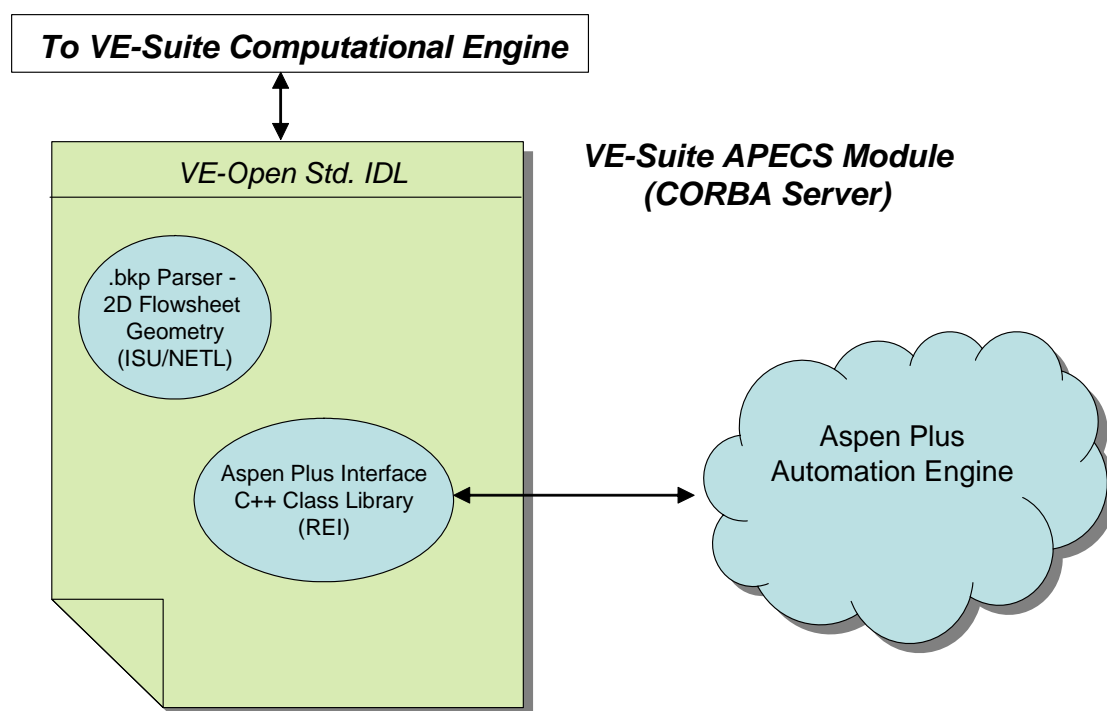 To VE-Suite Computational Engine
VE-Open Std. IDL
VE-Suite APECS Module
(CORBA Server)
.bkp Parser -
2D Flowsheet
Geometry
(ISU/NETL)
Aspen Plus Interface
C++ Class Library
(REI)
Aspen Plus
Automation Engine